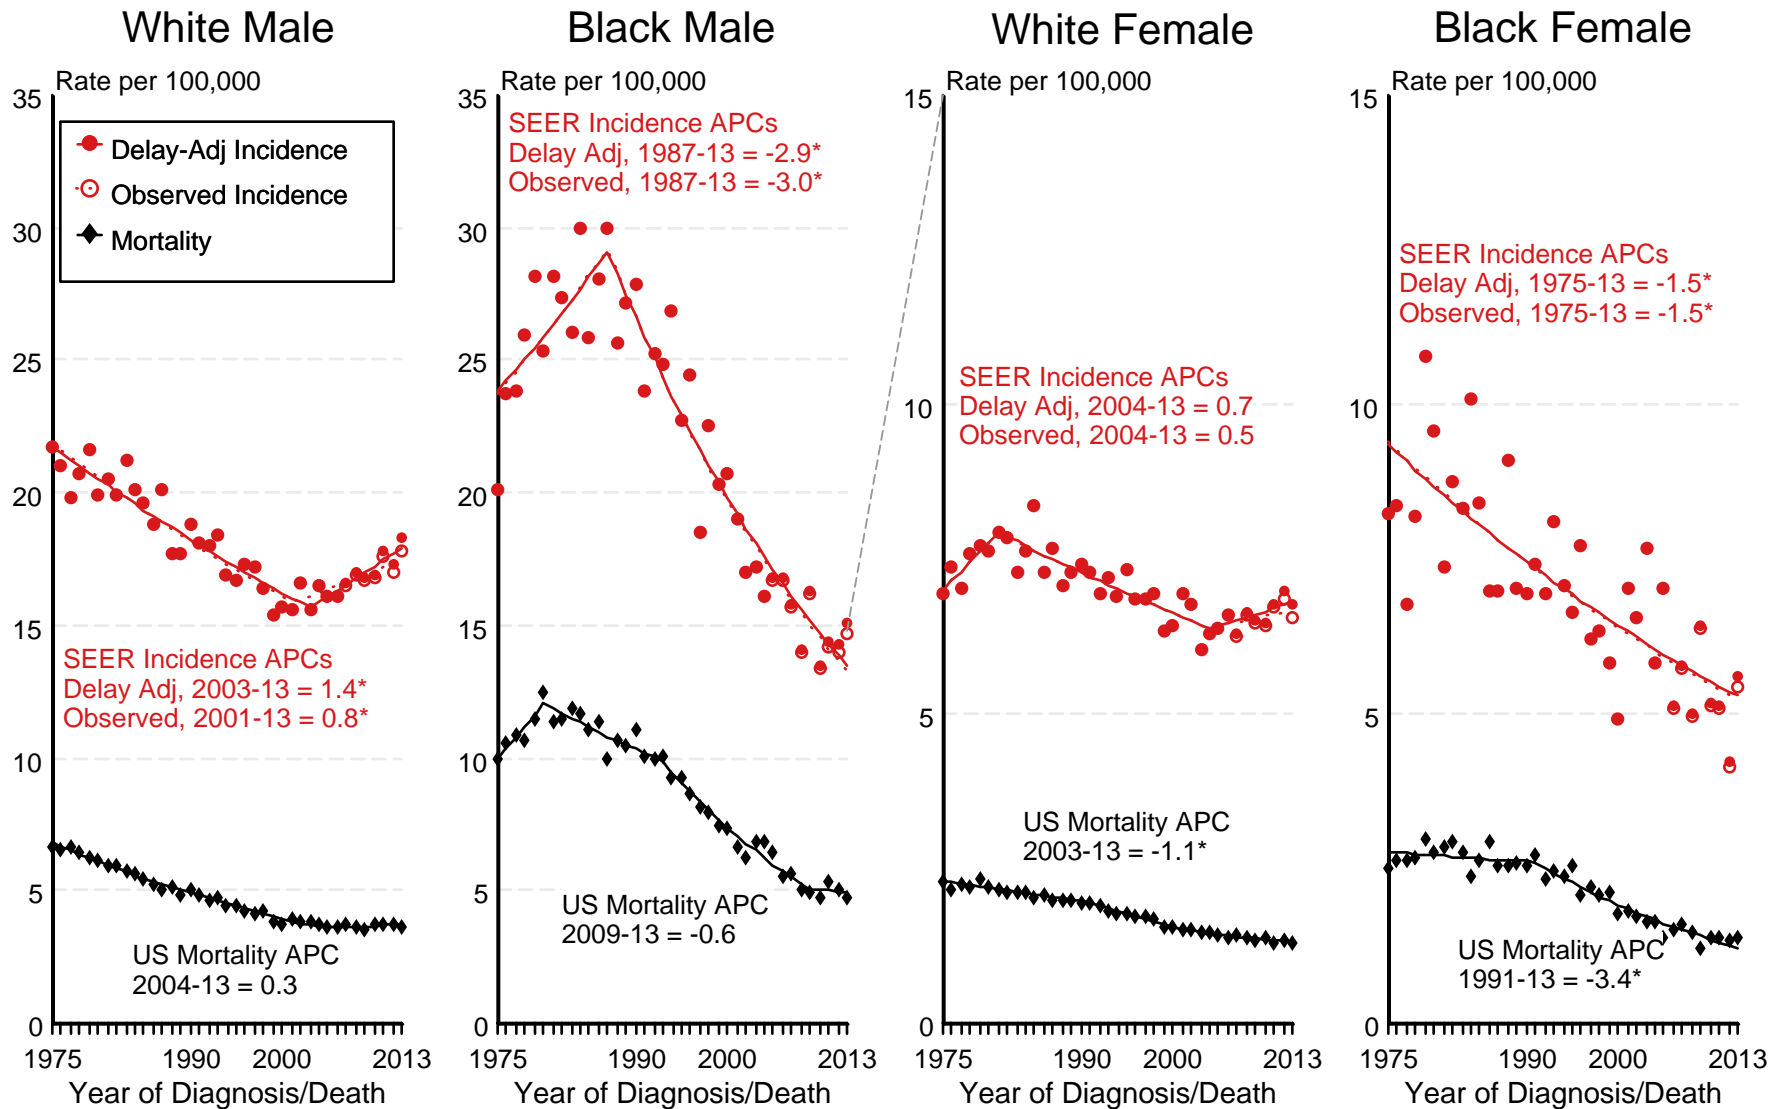 White Male
Rate per 100,000
35
30
25
20
15
10
5
0
Delay-Adj Incidence
Observed Incidence
Mortality
SEER Incidence APCs
Delay Adj, 2003-13 = 1.4*
Observed, 2001-13 = 0.8*
US Mortality APC
2004-13 = 0.3
1975 1990 2000 2013
Year of Diagnosis/Death
Black Male
Rate per 100,000
35
30
25
20
15
10
5
0
SEER Incidence APCs
Delay Adj, 1987-13 = -2.9*
Observed, 1987-13 = -3.0*
US Mortality APC
2009-13 = -0.6
1975 1990 2000 2013
Year of Diagnosis/Death
White Female
Rate per 100,000
15
10
5
0
SEER Incidence APCs
Delay Adj, 2004-13 = 0.7
Observed, 2004-13 = 0.5
US Mortality APC
2003-13 = -1.1*
1975 1990 2000 2013
Year of Diagnosis/Death
Black Female
Rate per 100,000
15
10
5
0
SEER Incidence APCs
Delay Adj, 1975-13 = -1.5*
Observed, 1975-13 = -1.5*
US Mortality APC
1991-13 = -3.4*
1975 1990 2000 2013
Year of Diagnosis/Death